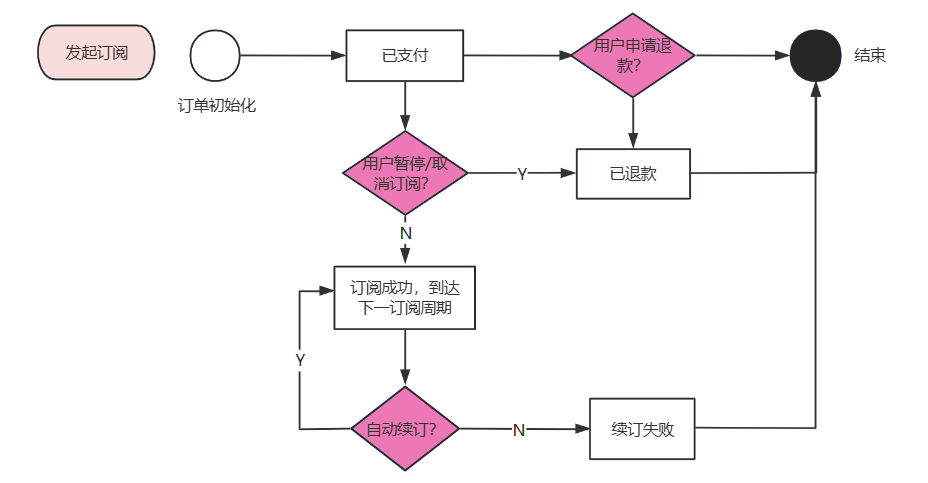 发起订阅
订单初始化
已支付
用户申请退
款？
结束
用户暂停/取
消订阅？
Y
已退款
N
订阅成功，到达
下一订阅周期
Y
自动续订？
N
续订失败